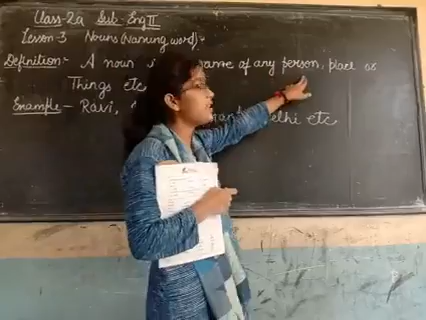 Class-2a Sub-Eng II
Lesson-3 Nouns (Naming word):-
Definition:- A noun is name of any person, place or
Things etc
Example - Ravi, Delhi etc